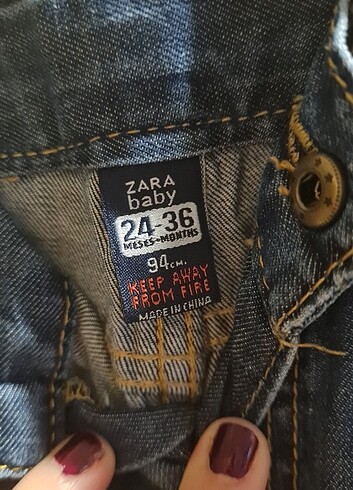 ZARA
baby
24-36
MESES-MONTHS
94CM.
KEEP AWAY
FROM FIRE
MADE IN CHINA